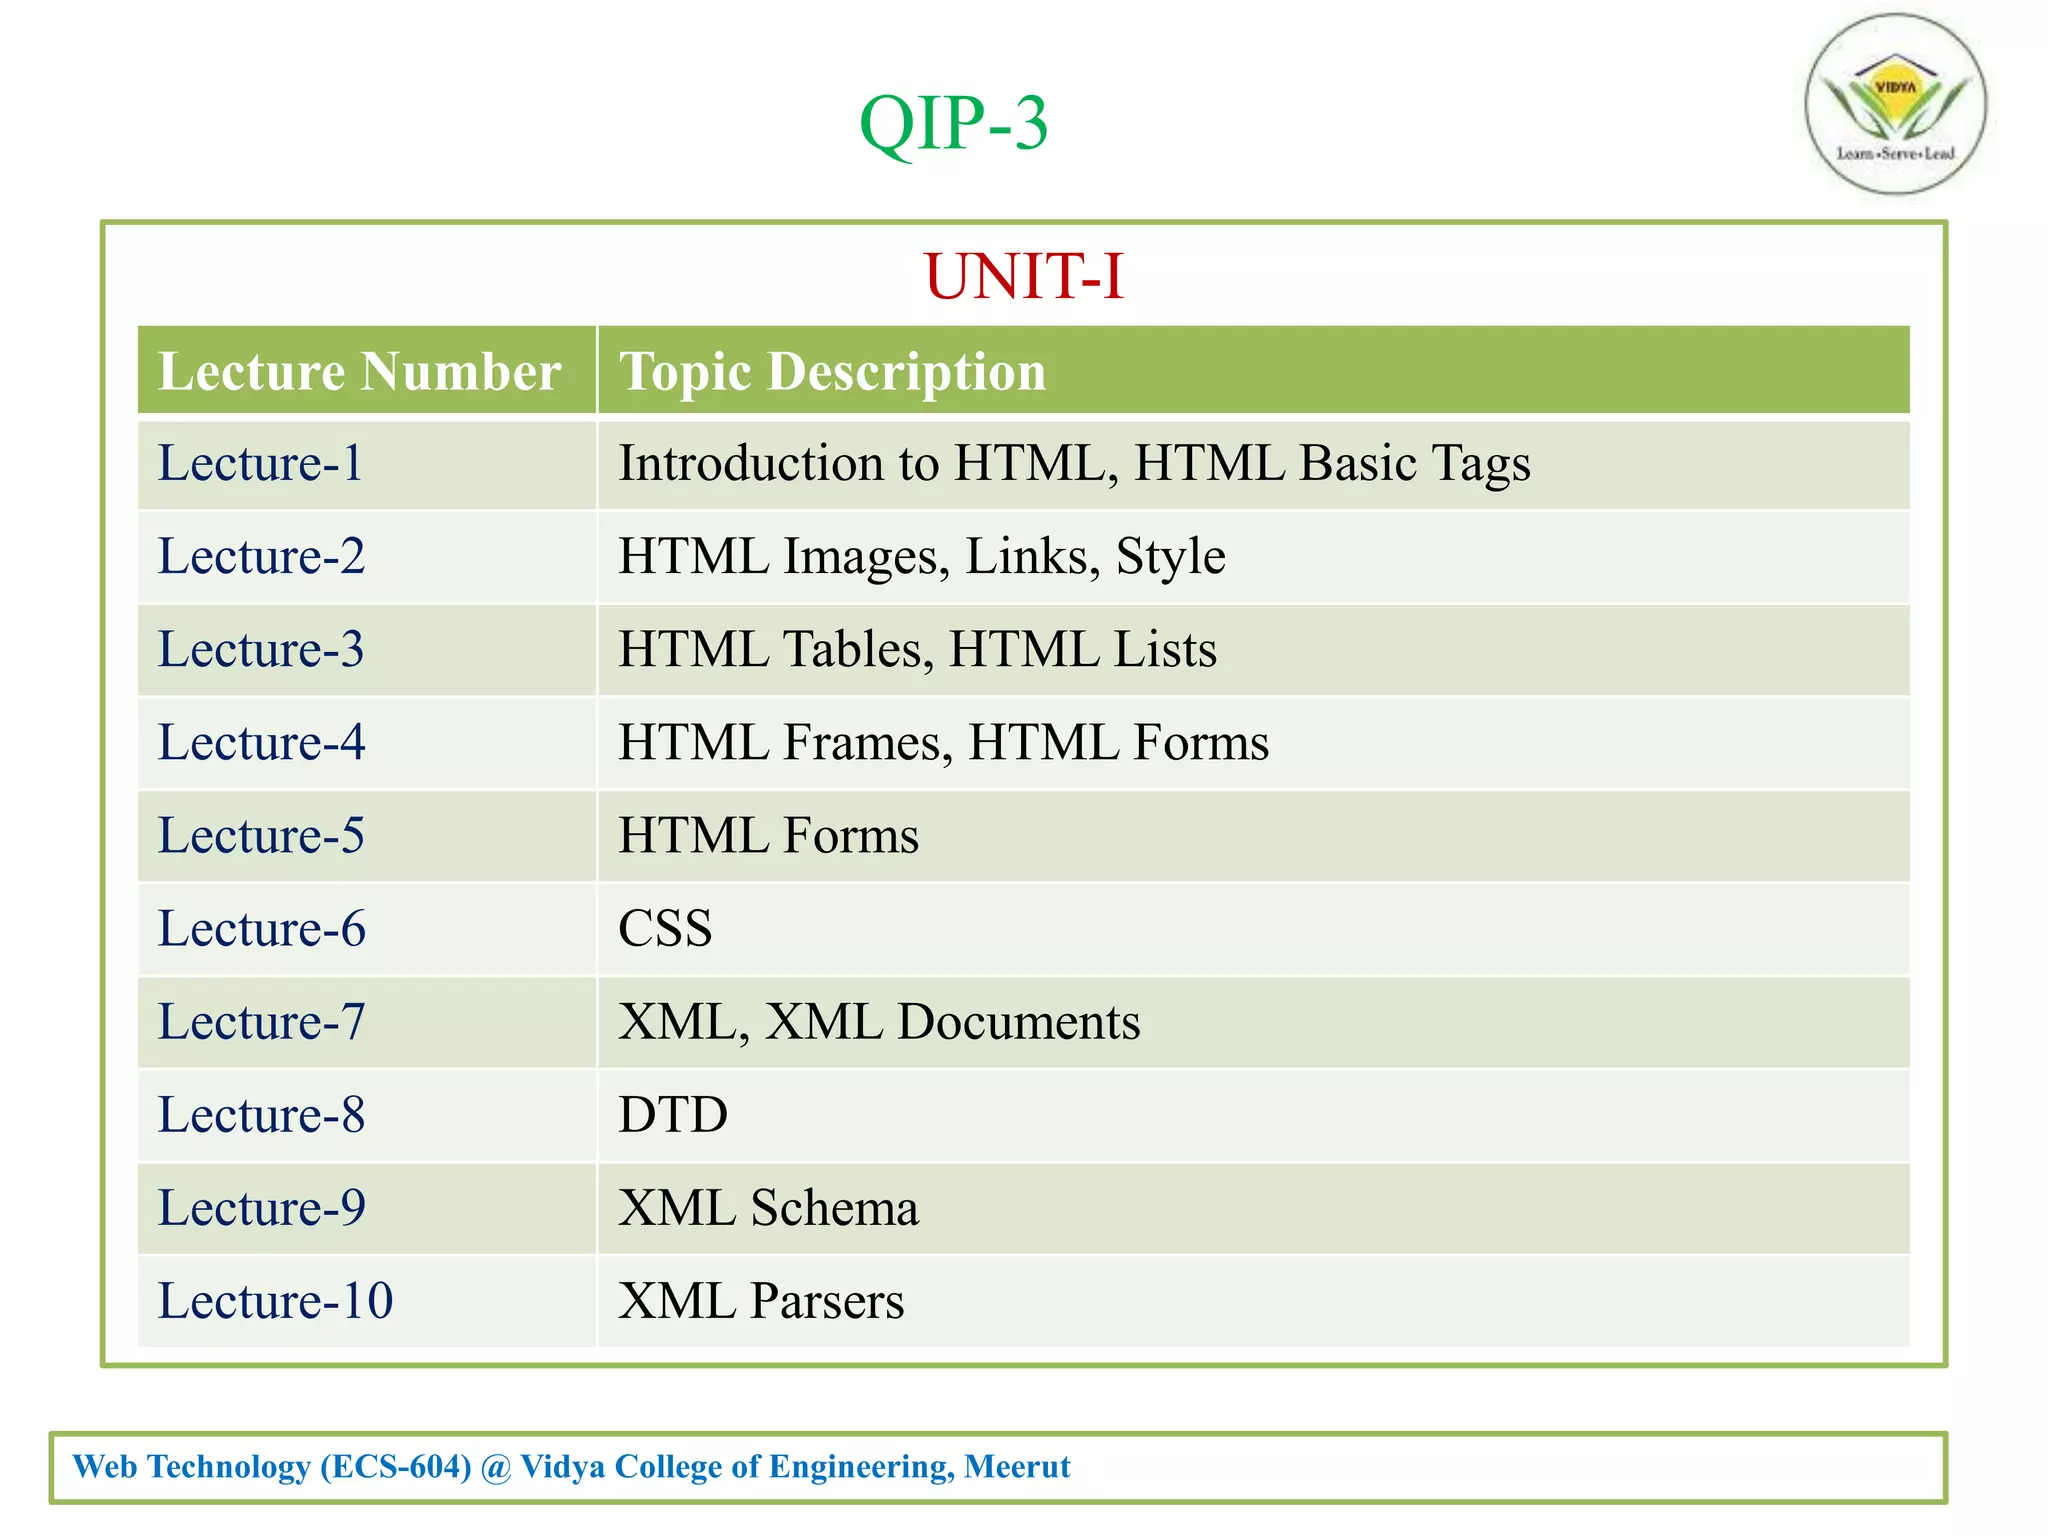 QIP-3
VIDYA
Learn•Serve•Lead
UNIT-I
Lecture Number Topic Description
Lecture-1 Introduction to HTML, HTML Basic Tags
Lecture-2 HTML Images, Links, Style
Lecture-3 HTML Tables, HTML Lists
Lecture-4 HTML Frames, HTML Forms
Lecture-5 HTML Forms
Lecture-6 CSS
Lecture-7 XML, XML Documents
Lecture-8 DTD
Lecture-9 XML Schema
Lecture-10 XML Parsers
Web Technology (ECS-604) @ Vidya College of Engineering, Meerut